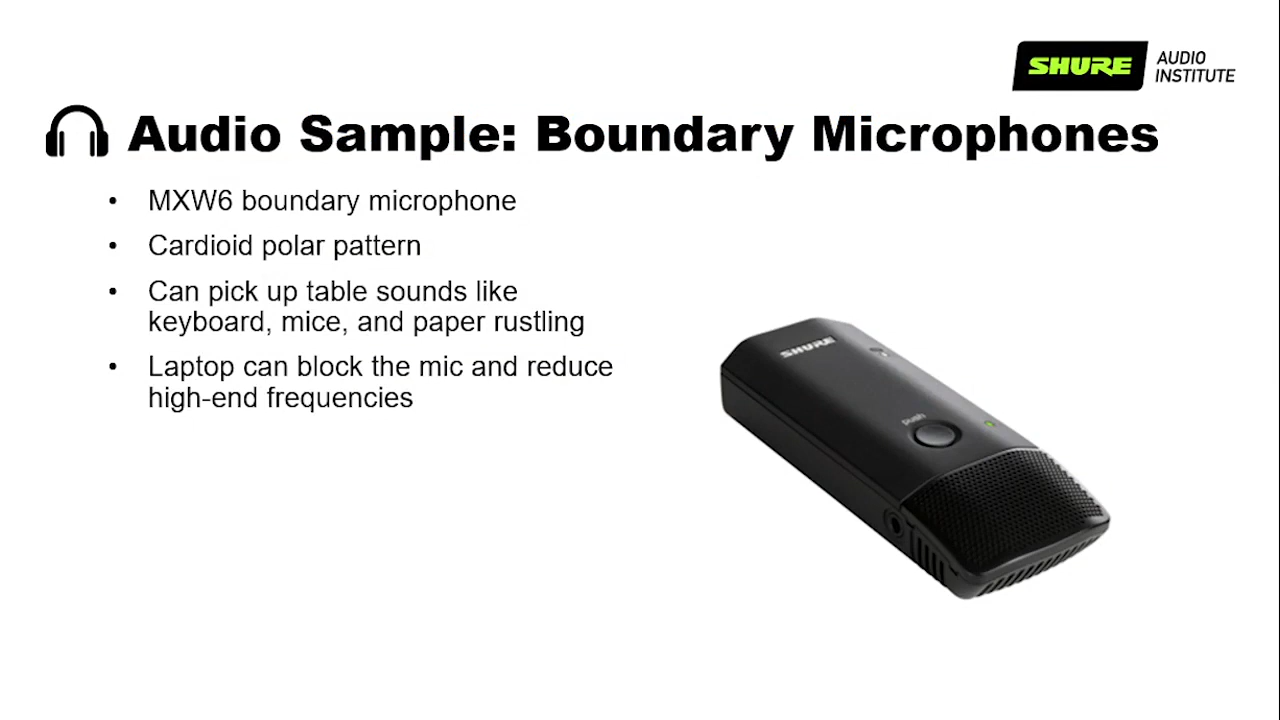 SHURE AUDIO
INSTITUTE
Audio Sample: Boundary Microphones
• MXW6 boundary microphone
• Cardioid polar pattern
• Can pick up table sounds like
keyboard, mice, and paper rustling
• Laptop can block the mic and reduce
high-end frequencies
SHURE
push